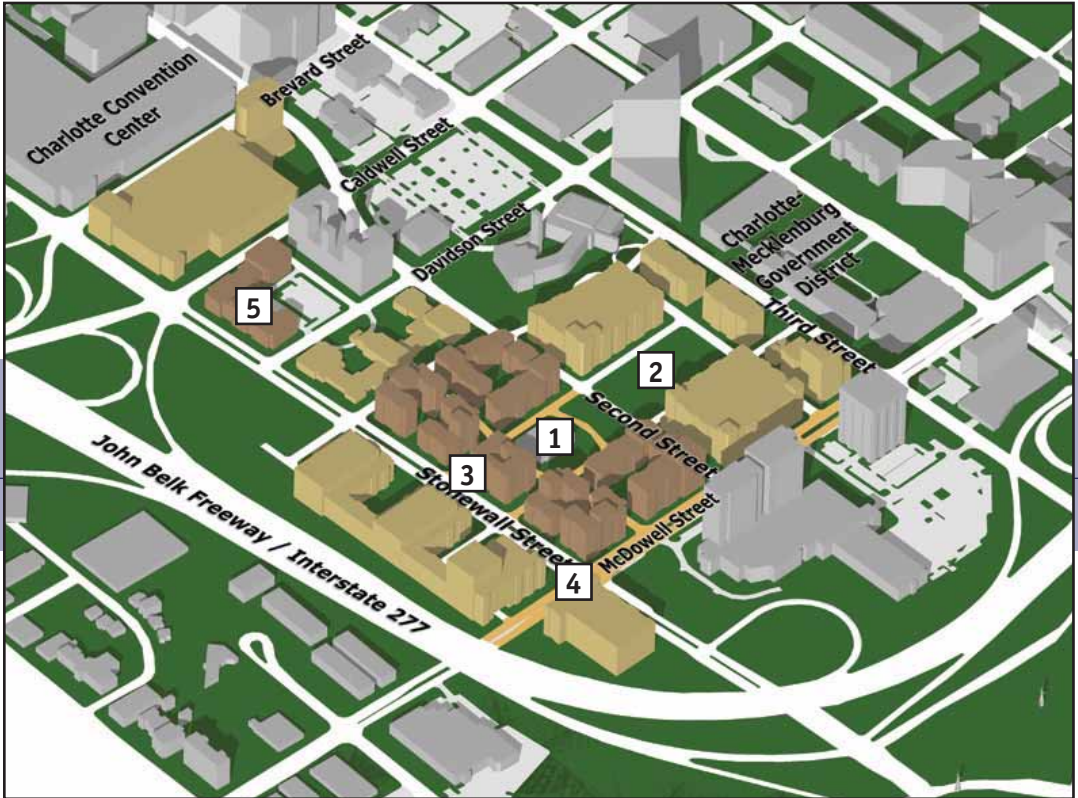 Brevard Street
Charlotte Convention
Center
Caldwell Street
Davidson Street
Charlotte-
Mecklenburg
Government
District
Third Street
5
2
Second Street
1
3
Stonewall-Street
McDowell-Street
4
John Belk Freeway / Interstate 277